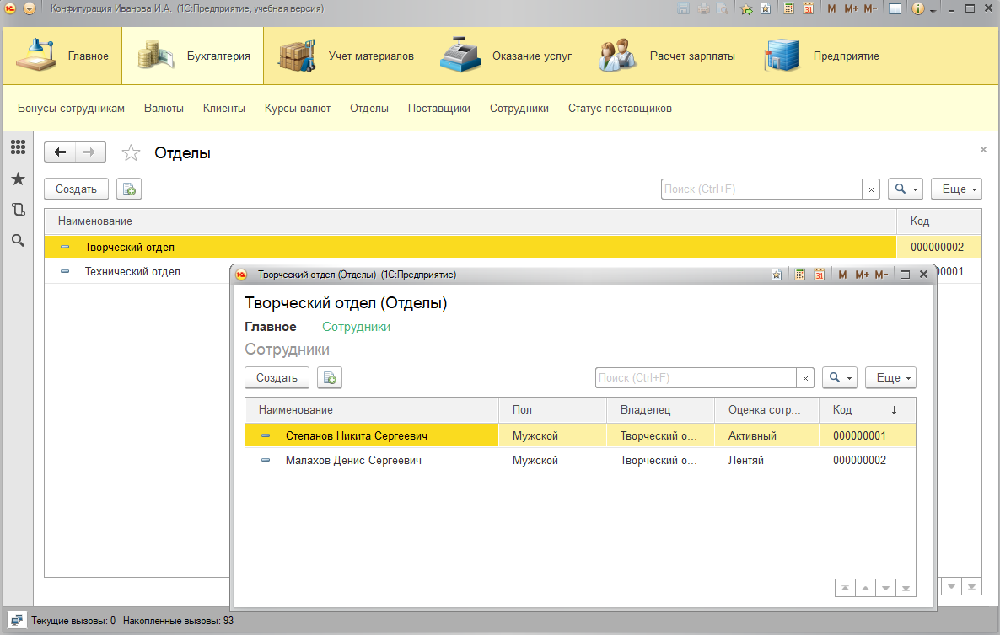 Конфигурация Иванова И.А. (1С:Предприятие, учебная версия) 31 M M+ M-
Главное Бухгалтерия Учет материалов Оказание услуг Расчет зарплаты Предприятие
Бонусы сотрудникам Валюты Клиенты Курсы валют Отделы Поставщики Сотрудники Статус поставщиков
Отделы
Создать Поиск (Ctrl+F) Еще
Наименование Код
Творческий отдел 000000002
Технический отдел 0001
Творческий отдел (Отделы) (1С:Предприятие) 31 M M+ M-
Творческий отдел (Отделы)
Главное Сотрудники
Сотрудники
Создать Поиск (Ctrl+F) Еще
Наименование Пол Владелец Оценка сотр... Код ↓
Степанов Никита Сергеевич Мужской Творческий о... Активный 000000001
Малахов Денис Сергеевич Мужской Творческий о... Лентяй 000000002
Текущие вызовы: 0 Накопленные вызовы: 93